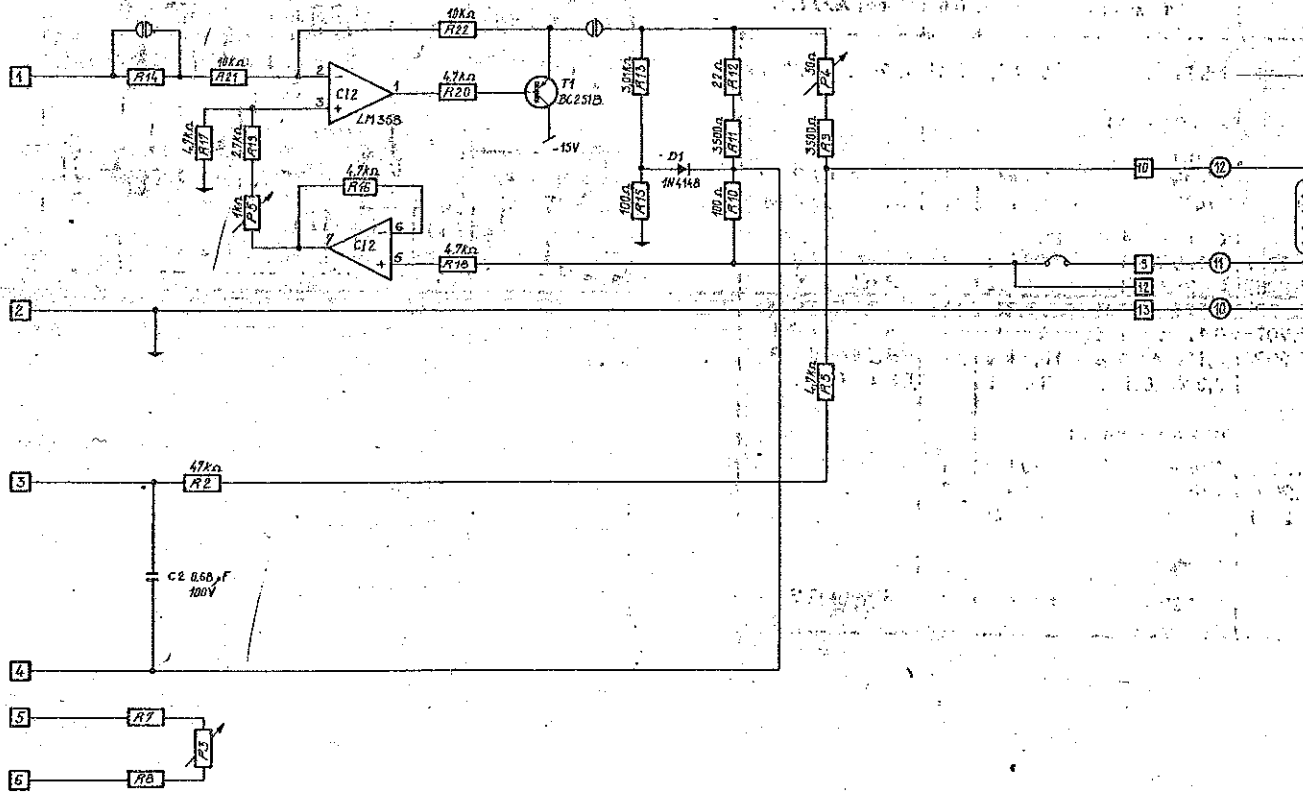 10KΩ
R22
1
R14
10KΩ
R21
2
-
CI2
3
+
1
LM358
4.7KΩ
R20
T1
BC251B
-15V
3.01KΩ
R13
22Ω
R12
50Ω
P4
4.7KΩ
R17
2.7KΩ
R19
3500Ω
R11
3500Ω
R9
D1
1N4148
10
12
4.7KΩ
R16
1KΩ
P5
100Ω
R15
100Ω
R10
7
CI2
6
-
5
+
4.7KΩ
R18
9
11
12
2
13
10
4.7KΩ
R5
3
47KΩ
R2
C2 0.68µF
100V
4
5
R7
P3
6
R8